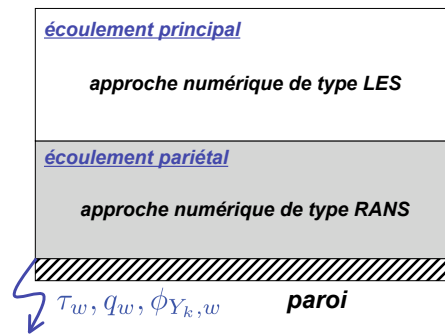 écoulement principal
approche numérique de type LES
écoulement pariétal
approche numérique de type RANS
τ_w, q_w, ϕ_{Y_k,w} paroi